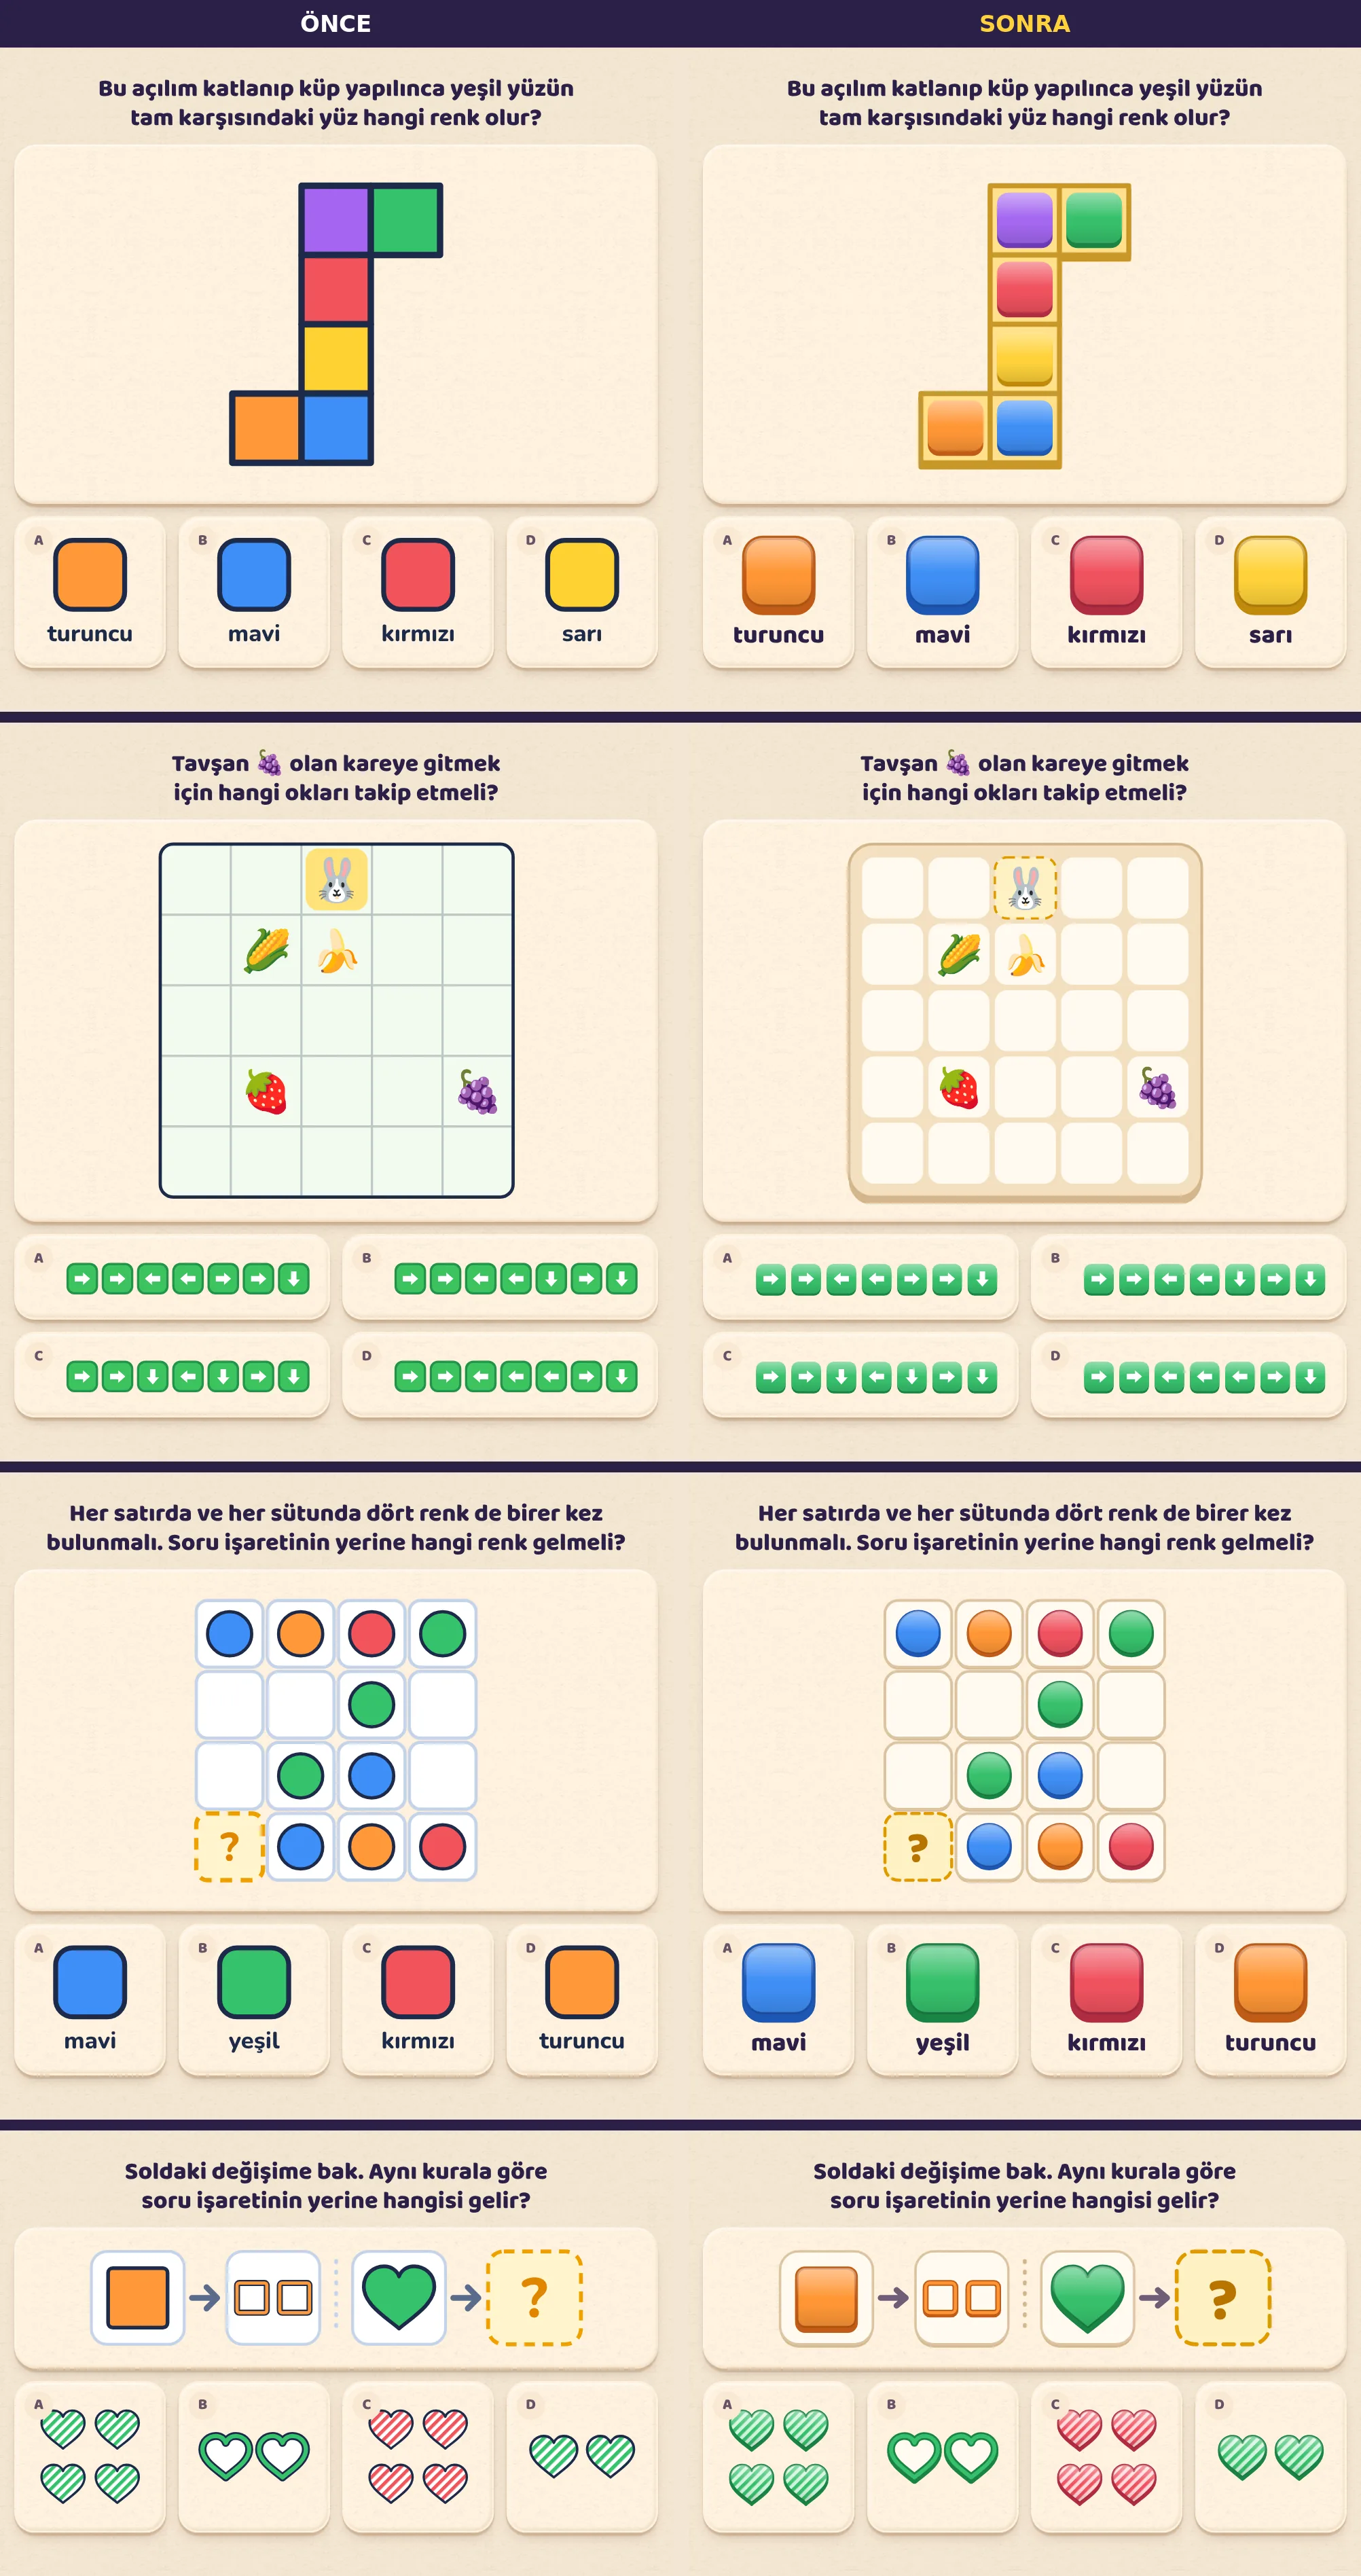 ÖNCE
SONRA
Bu açılım katlanıp küp yapılınca yeşil yüzün
tam karşısındaki yüz hangi renk olur?
A
turuncu
B
mavi
C
kırmızı
D
sarı
Bu açılım katlanıp küp yapılınca yeşil yüzün
tam karşısındaki yüz hangi renk olur?
A
turuncu
B
mavi
C
kırmızı
D
sarı
Tavşan 🍇 olan kareye gitmek
için hangi okları takip etmeli?
A
B
C
D
Tavşan 🍇 olan kareye gitmek
için hangi okları takip etmeli?
A
B
C
D
Her satırda ve her sütunda dört renk de birer kez
bulunmalı. Soru işaretinin yerine hangi renk gelmeli?
?
A
mavi
B
yeşil
C
kırmızı
D
turuncu
Her satırda ve her sütunda dört renk de birer kez
bulunmalı. Soru işaretinin yerine hangi renk gelmeli?
?
A
mavi
B
yeşil
C
kırmızı
D
turuncu
Soldaki değişime bak. Aynı kurala göre
soru işaretinin yerine hangisi gelir?
?
A
B
C
D
Soldaki değişime bak. Aynı kurala göre
soru işaretinin yerine hangisi gelir?
?
A
B
C
D